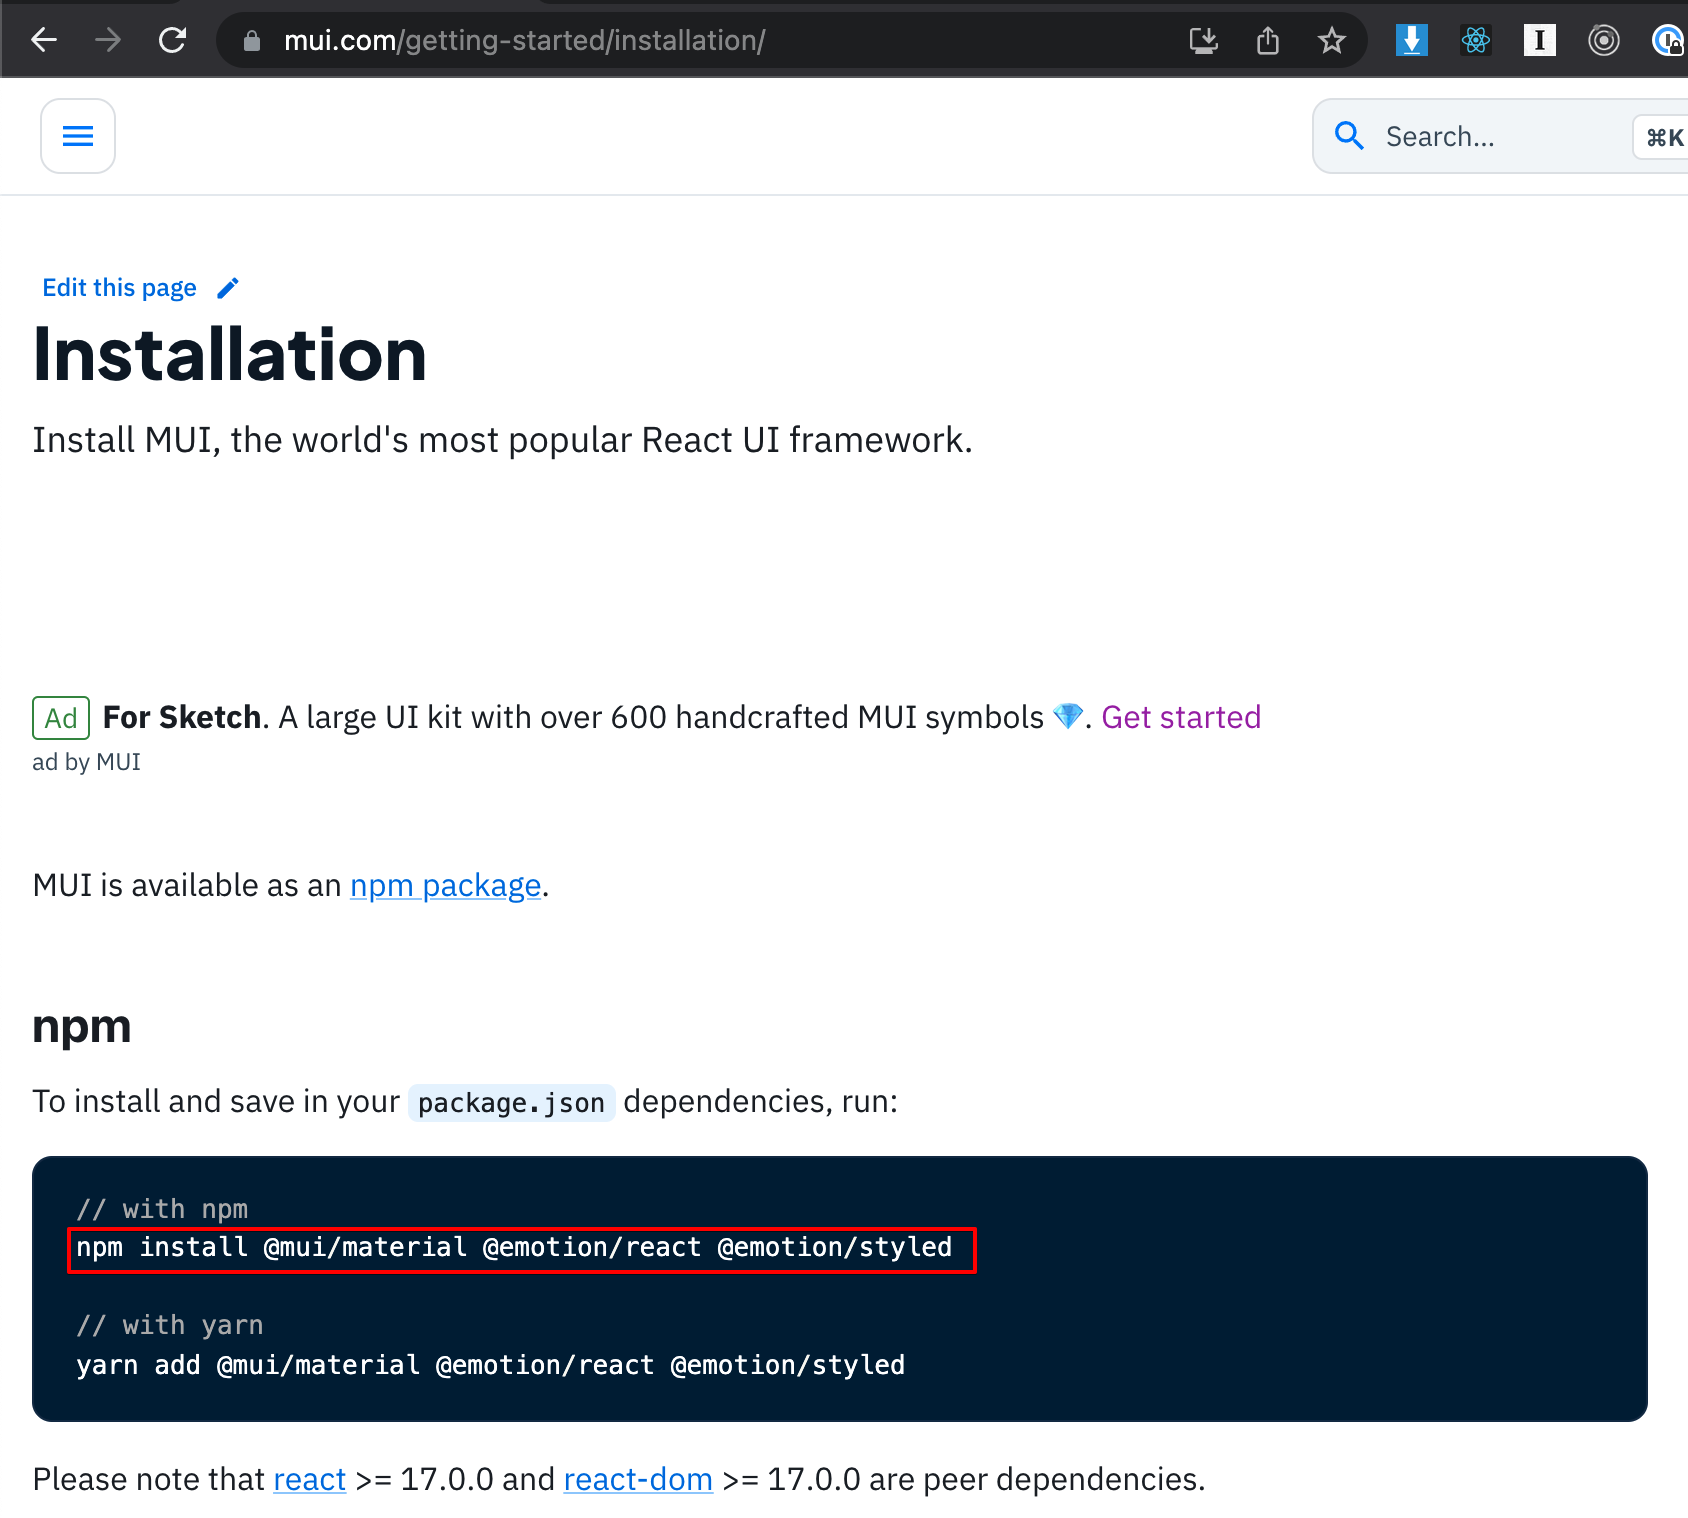 mui.com/getting-started/installation/
Search...
⌘K
Edit this page
Installation
Install MUI, the world's most popular React UI framework.
Ad For Sketch. A large UI kit with over 600 handcrafted MUI symbols 💎. Get started
ad by MUI
MUI is available as an npm package.
npm
To install and save in your package.json dependencies, run:
// with npm
npm install @mui/material @emotion/react @emotion/styled
// with yarn
yarn add @mui/material @emotion/react @emotion/styled
Please note that react >= 17.0.0 and react-dom >= 17.0.0 are peer dependencies.